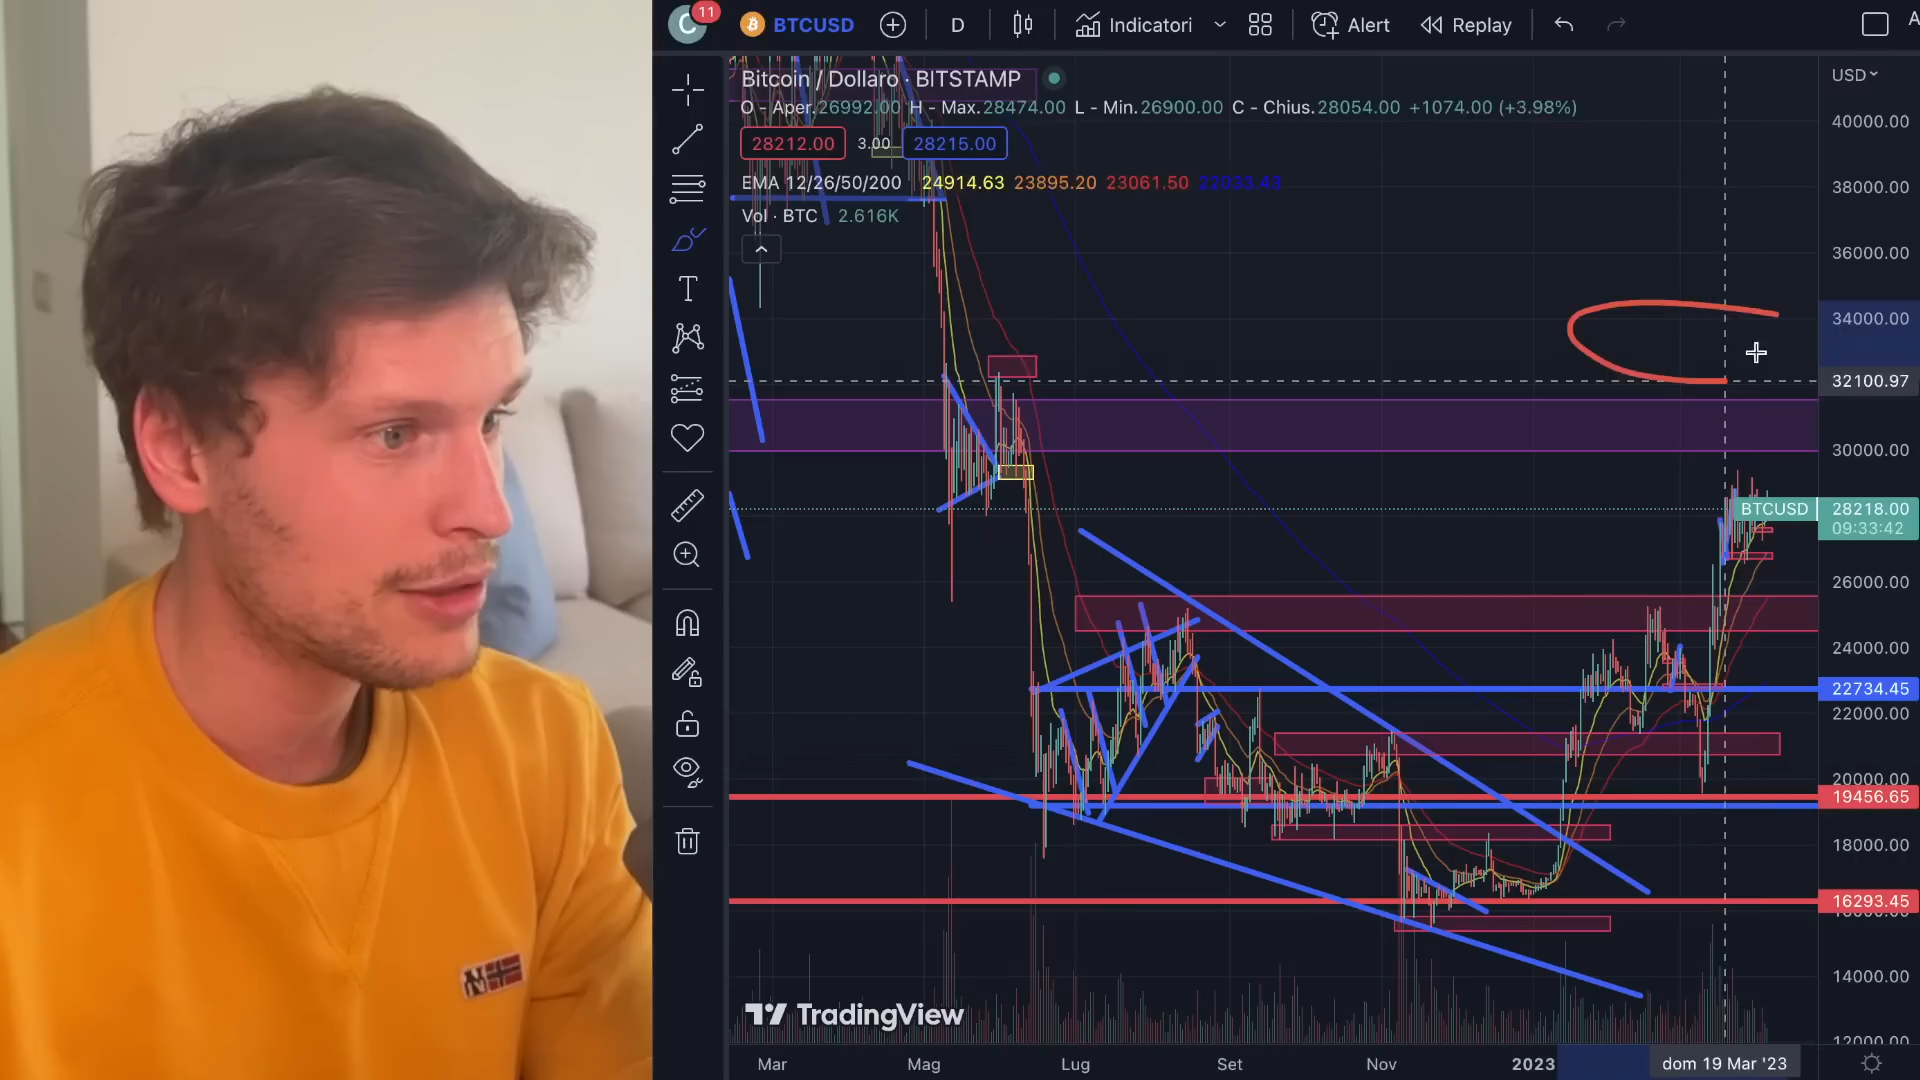 C 11 BTCUSD D Indicatori Alert Replay A
Bitcoin / Dollaro · BITSTAMP
O - Aper.26992.00 H - Max.28474.00 L - Min.26900.00 C - Chius.28054.00 +1074.00 (+3.98%)
28212.00 3.00 28215.00
EMA 12/26/50/200 24914.63 23895.20 23061.50 22033.43
Vol · BTC 2.616K
T
USD
40000.00
38000.00
36000.00
34000.00
32100.97
30000.00
BTCUSD 28218.00
09:33:42
26000.00
24000.00
22734.45
22000.00
20000.00
19456.65
18000.00
16293.45
14000.00
12000.00
N
TradingView
Mar Mag Lug Set Nov 2023 dom 19 Mar '23